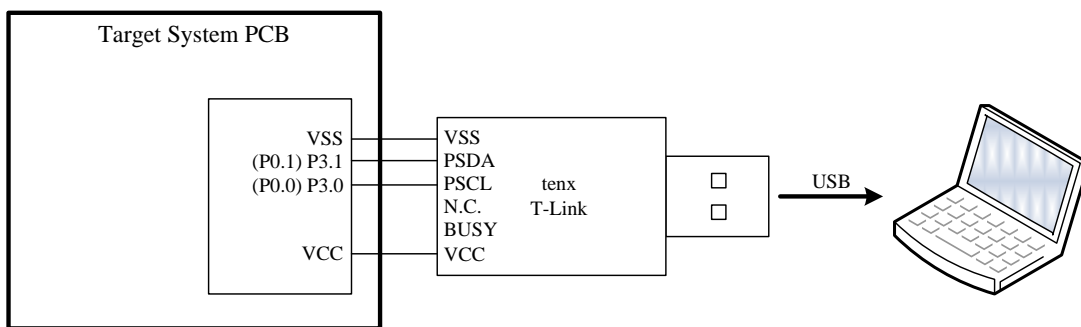 Target System PCB
VSS
(P0.1) P3.1
(P0.0) P3.0
VCC
VSS
PSDA
PSCL
N.C.
BUSY
VCC
tenx
T-Link
USB